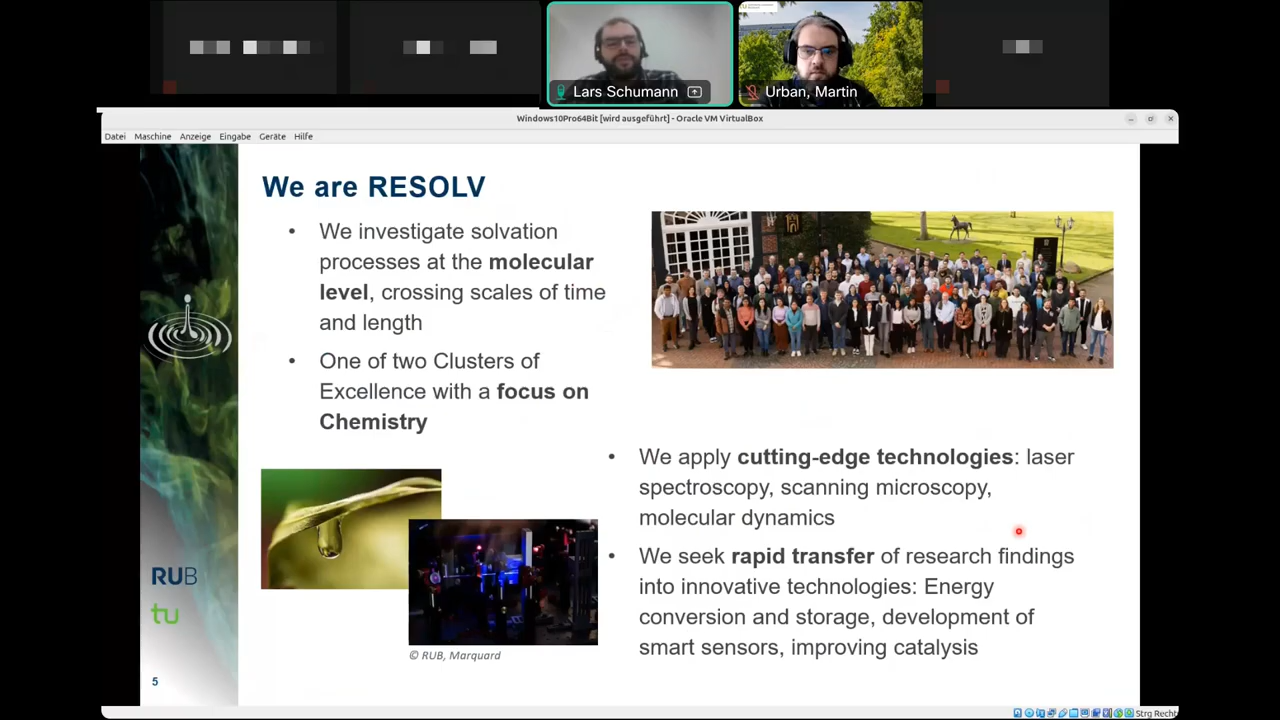 Lars Schumann
Urban, Martin
Windows10Pro64Bit [wird ausgeführt] - Oracle VM VirtualBox
Datei Maschine Anzeige Eingabe Geräte Hilfe
We are RESOLV
• We investigate solvation
processes at the molecular
level, crossing scales of time
and length
• One of two Clusters of
Excellence with a focus on
Chemistry
• We apply cutting-edge technologies: laser
spectroscopy, scanning microscopy,
molecular dynamics
• We seek rapid transfer of research findings
into innovative technologies: Energy
conversion and storage, development of
smart sensors, improving catalysis
© RUB, Marquard
RUB
tu
5
Strg Recht